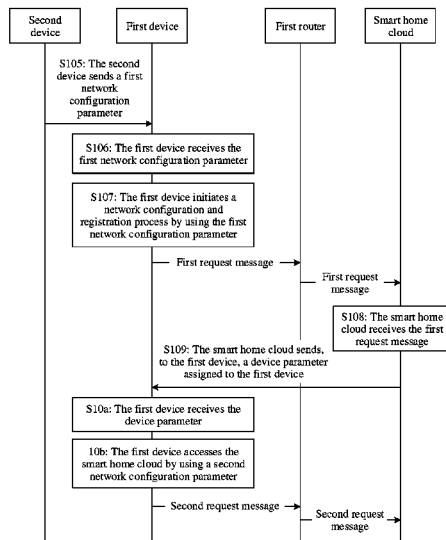 Second
device
First device
First router
Smart home
cloud
S105: The second
device sends a first
network
configuration
parameter
S106: The first device receives the
first network configuration parameter
S107: The first device initiates a
network configuration and
registration process by using the first
network configuration parameter
First request message
First request
message
S108: The smart home
cloud receives the first
request message
S109: The smart home cloud sends,
to the first device, a device parameter
assigned to the first device
S10a: The first device receives the
device parameter
10b: The first device accesses the
smart home cloud by using a second
network configuration parameter
Second request message
Second request
message